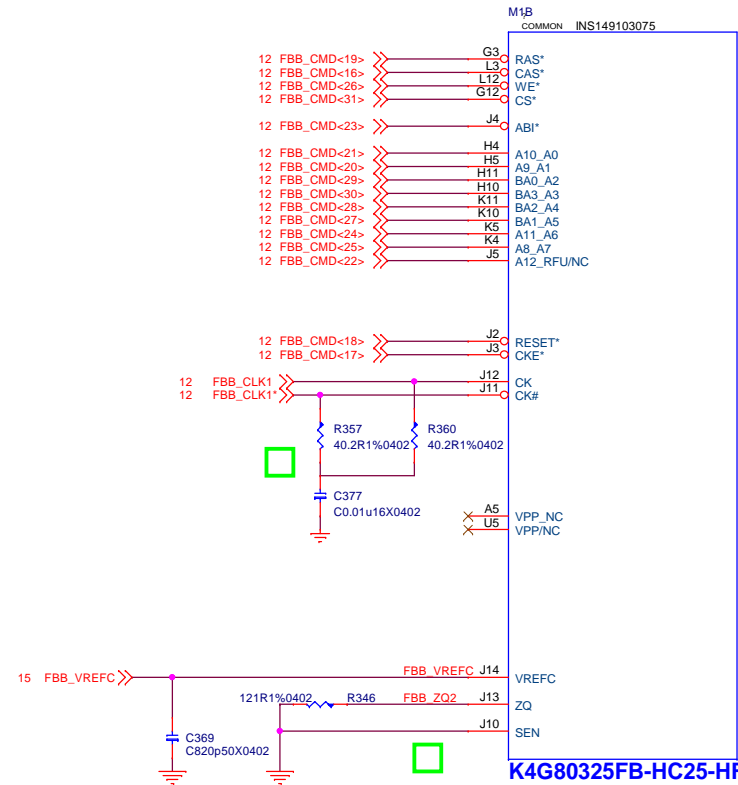 M1B
?
COMMON INS149103075
12 FBB_CMD<19> G3 RAS*
12 FBB_CMD<16> L3 CAS*
12 FBB_CMD<26> L12 WE*
12 FBB_CMD<31> G12 CS*
12 FBB_CMD<23> J4 ABI*
12 FBB_CMD<21> H4 A10_A0
12 FBB_CMD<20> H5 A9_A1
12 FBB_CMD<29> H11 BA0_A2
12 FBB_CMD<30> H10 BA3_A3
12 FBB_CMD<28> K11 BA2_A4
12 FBB_CMD<27> K10 BA1_A5
12 FBB_CMD<24> K5 A11_A6
12 FBB_CMD<25> K4 A8_A7
12 FBB_CMD<22> J5 A12_RFU/NC
12 FBB_CMD<18> J2 RESET*
12 FBB_CMD<17> J3 CKE*
12 FBB_CLK1 J12 CK
12 FBB_CLK1* J11 CK#
R357 R360
40.2R1%0402 40.2R1%0402
C377
C0.01u16X0402
A5 VPP_NC
U5 VPP/NC
15 FBB_VREFC FBB_VREFC J14 VREFC
121R1%0402 R346 FBB_ZQ2 J13 ZQ
J10 SEN
C369
C820p50X0402
K4G80325FB-HC25-HF